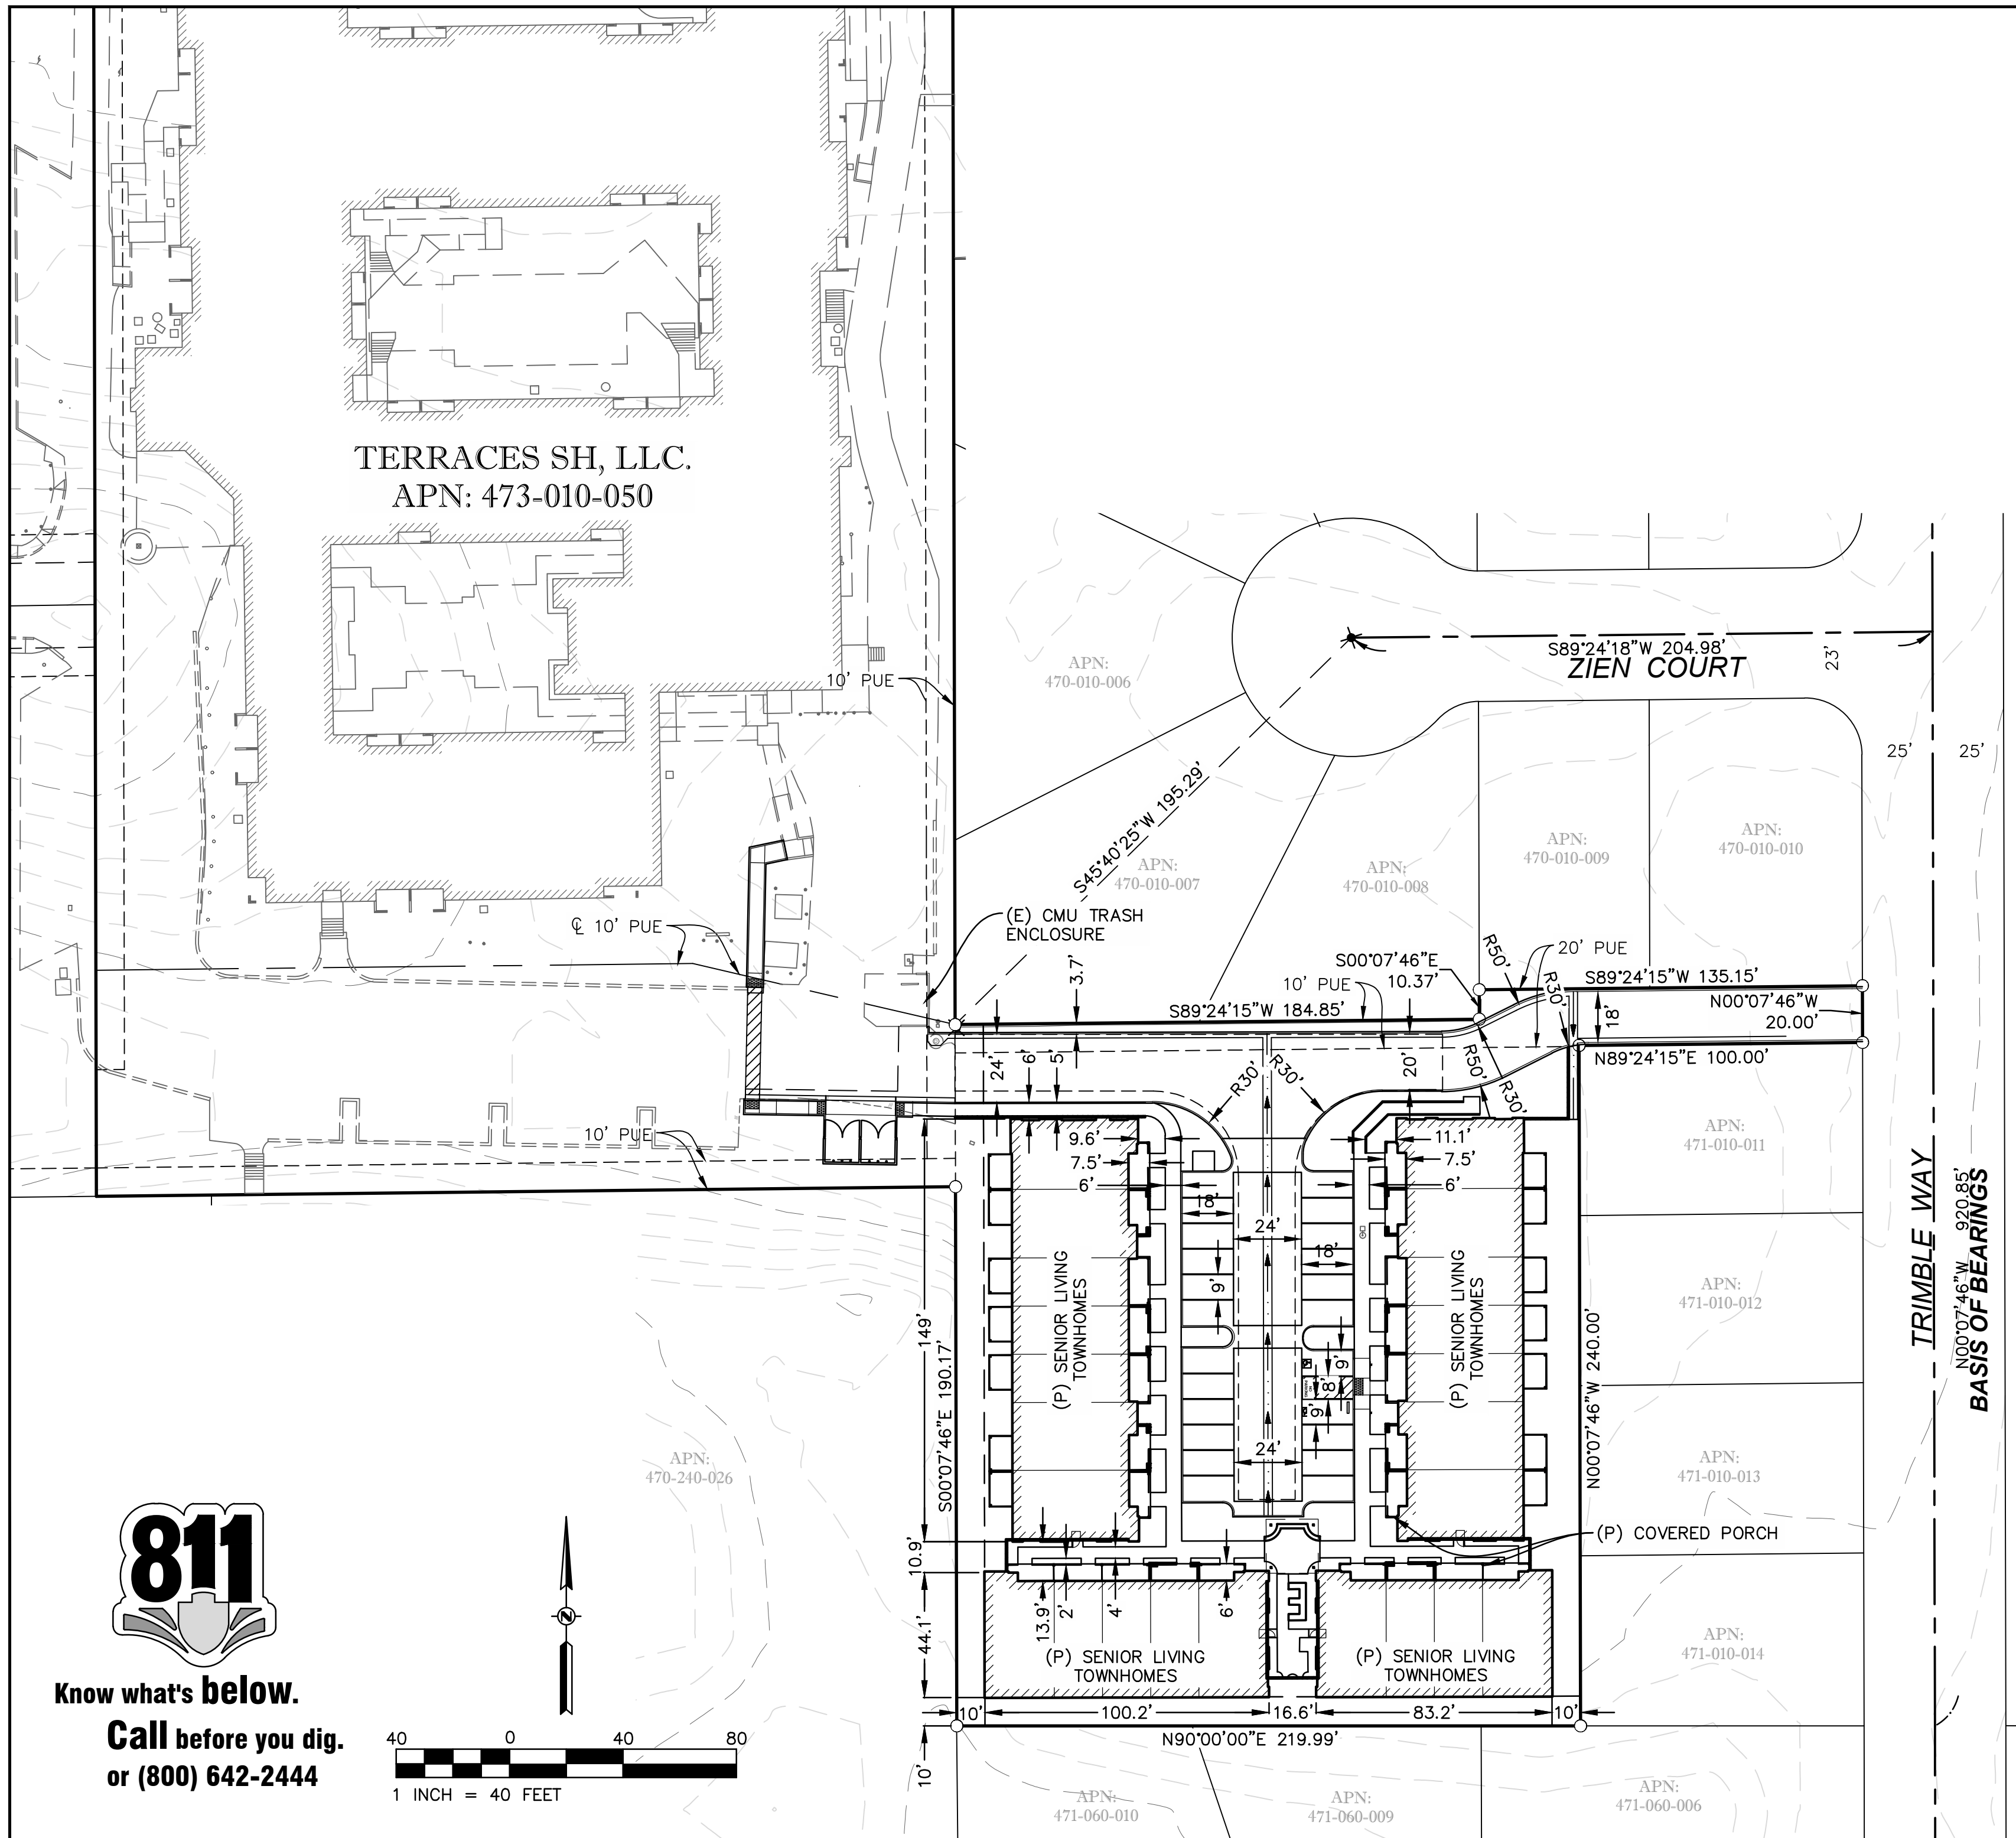 TERRACES SH, LLC.
APN: 473-010-050
10' PUE
APN:
470-010-006
S89°24'18"W 204.98'
ZIEN COURT
23'
25'
25'
S45°40'25"W 195.29'
APN:
470-010-007
APN:
470-010-008
APN:
470-010-009
APN:
470-010-010
℄ 10' PUE
(E) CMU TRASH
ENCLOSURE
3.7'
S00°07'46"E
10.37'
10' PUE
S89°24'15"W 184.85'
R50'
20' PUE
R30'
S89°24'15"W 135.15'
N00°07'46"W
20.00'
18'
N89°24'15"E 100.00'
24'
6'
5'
R30'
R30'
20'
R50'
R30'
10' PUE
9.6'
7.5'
6'
18'
24'
11.1'
7.5'
6'
18'
9'
9'
8'
9'
24'
APN:
471-010-011
APN:
471-010-012
APN:
471-010-013
APN:
471-010-014
TRIMBLE WAY
N00°07'46"W 920.85'
BASIS OF BEARINGS
149'
S00°07'46"E 190.17'
(P) SENIOR LIVING
TOWNHOMES
(P) SENIOR LIVING
TOWNHOMES
N00°07'46"W 240.00'
APN:
470-240-026
(P) COVERED PORCH
10.9'
44.1'
13.9'
2'
4'
6'
(P) SENIOR LIVING
TOWNHOMES
(P) SENIOR LIVING
TOWNHOMES
10'
100.2'
16.6'
83.2'
10'
N90°00'00"E 219.99'
10'
APN:
471-060-010
APN:
471-060-009
APN:
471-060-006
811
Know what's below.
Call before you dig.
or (800) 642-2444
N
40 0 40 80
1 INCH = 40 FEET